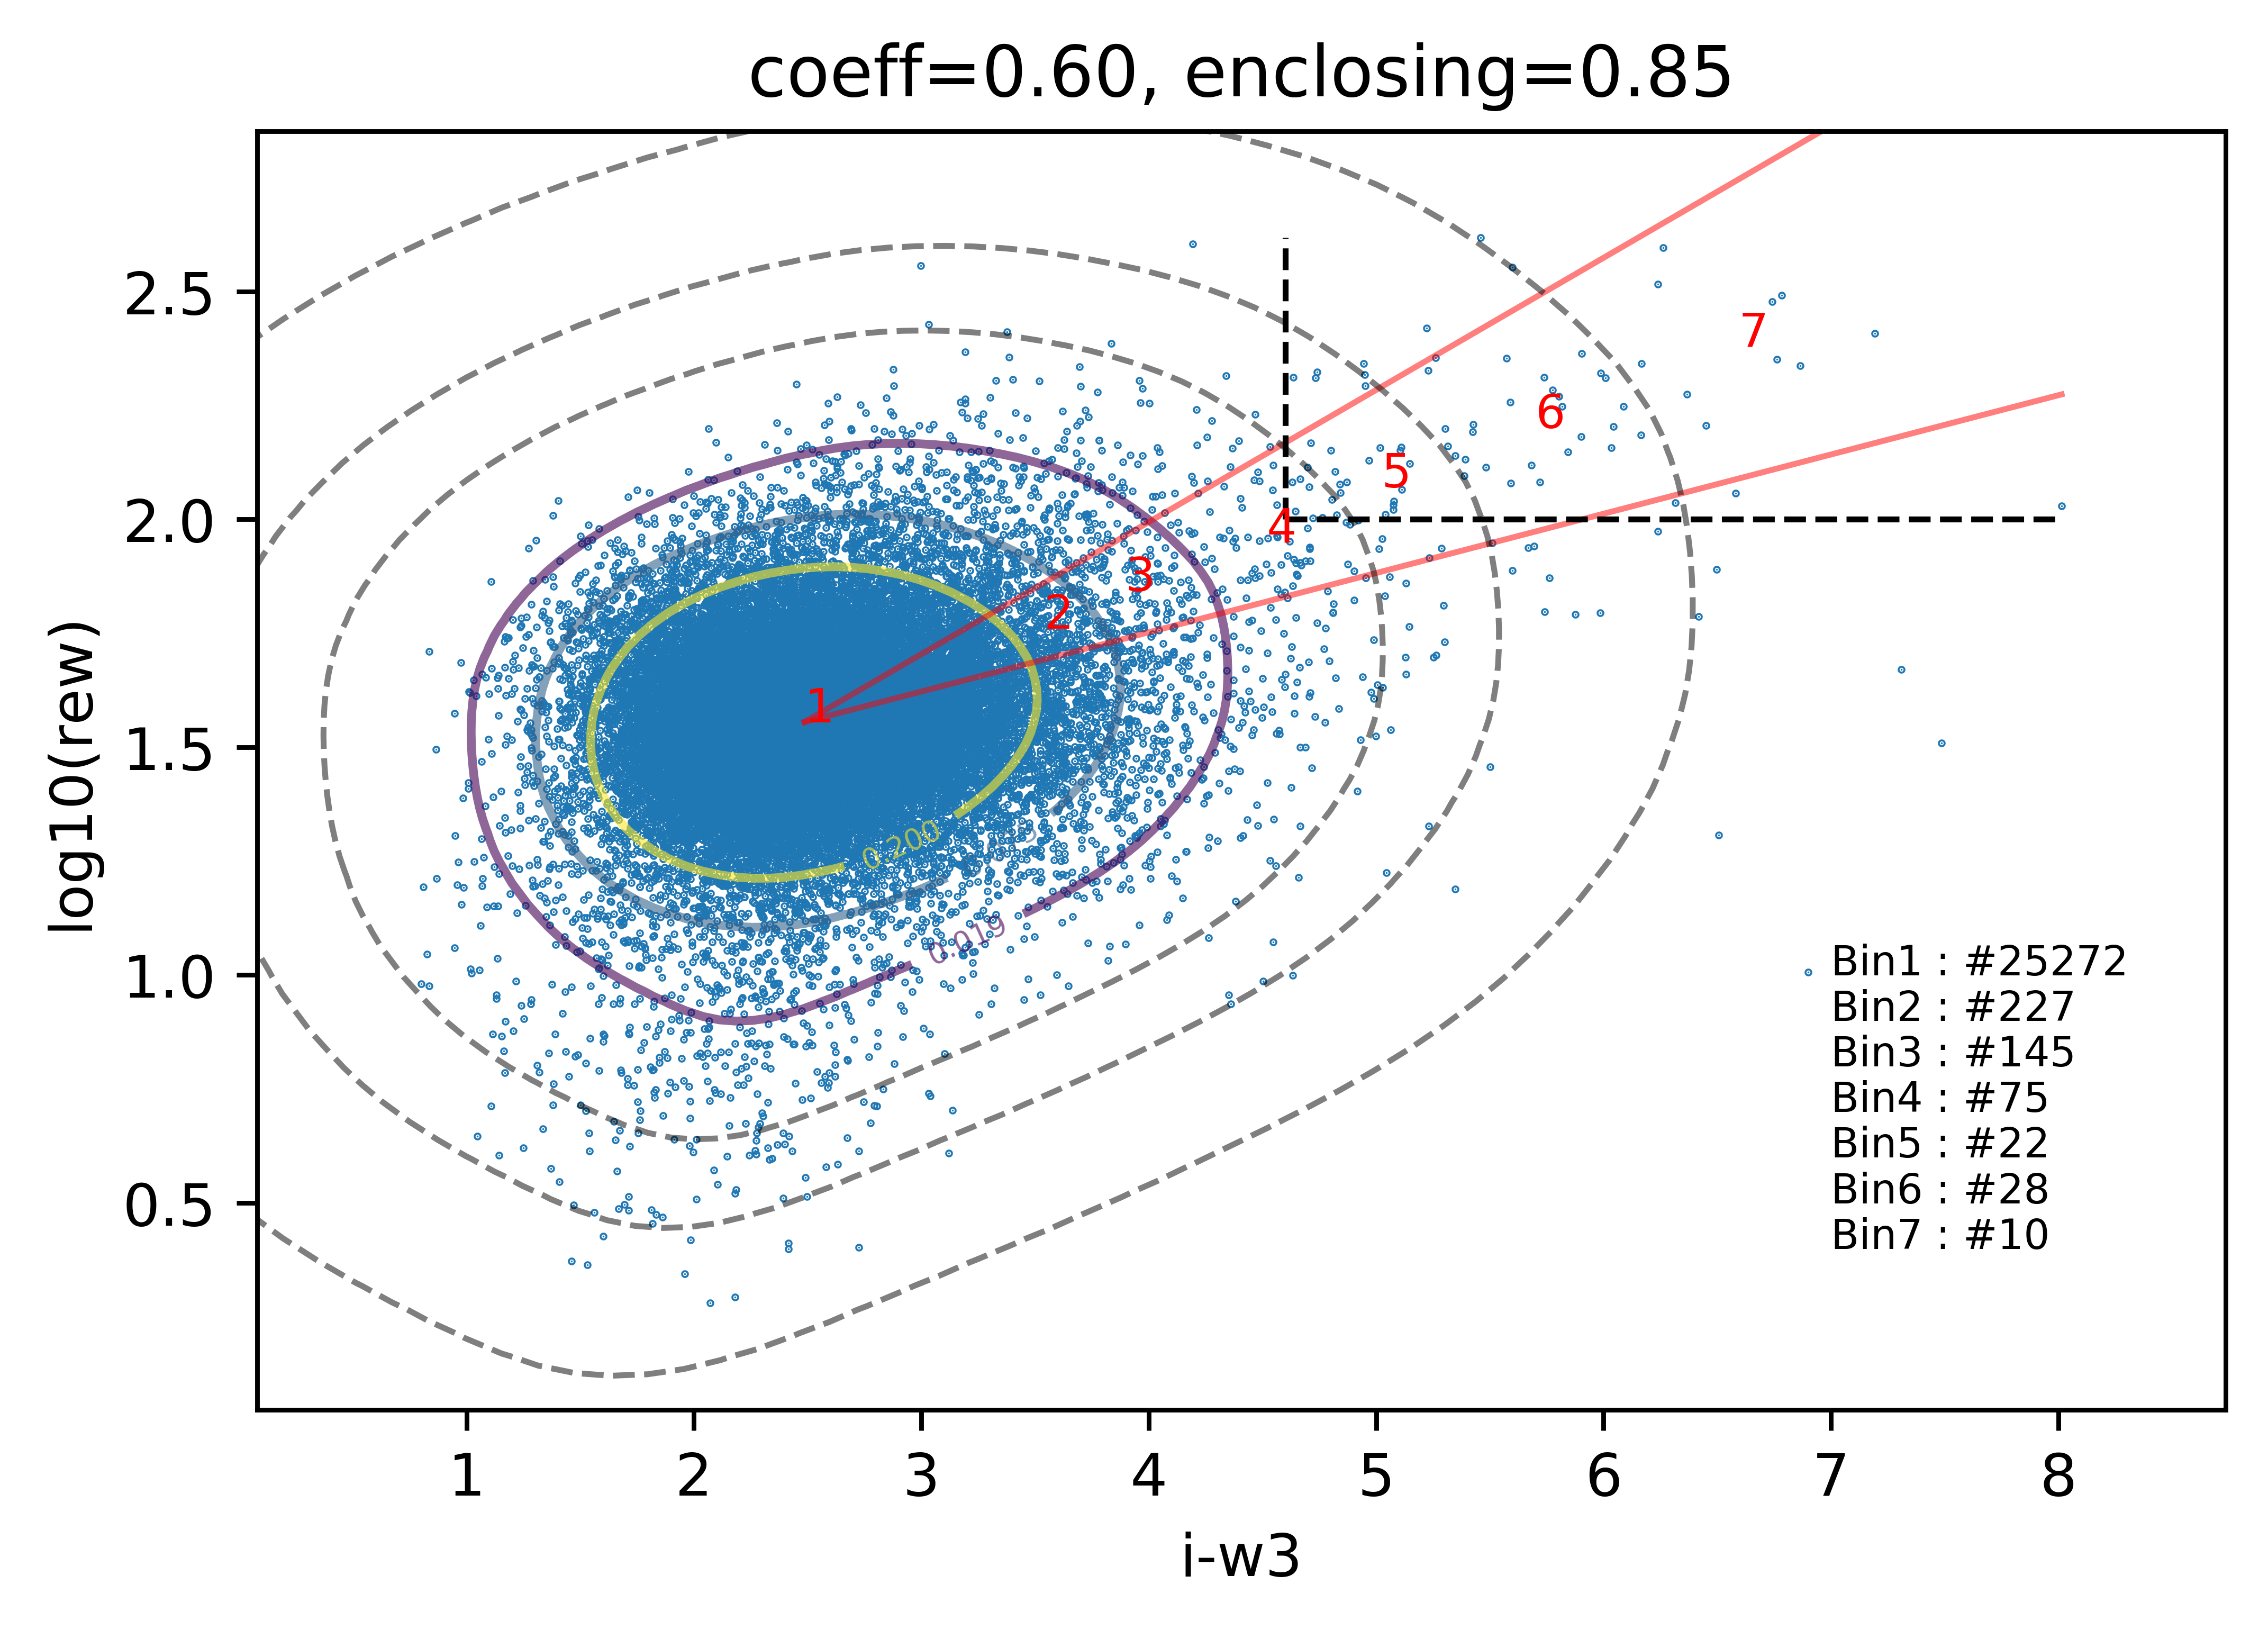 coeff=0.60, enclosing=0.85
log10(rew)
2.5
2.0
1.5
1.0
0.5
7
6
5
4
3
2
1
0.200
0.019
Bin1 : #25272
Bin2 : #227
Bin3 : #145
Bin4 : #75
Bin5 : #22
Bin6 : #28
Bin7 : #10
1 2 3 4 5 6 7 8
i-w3